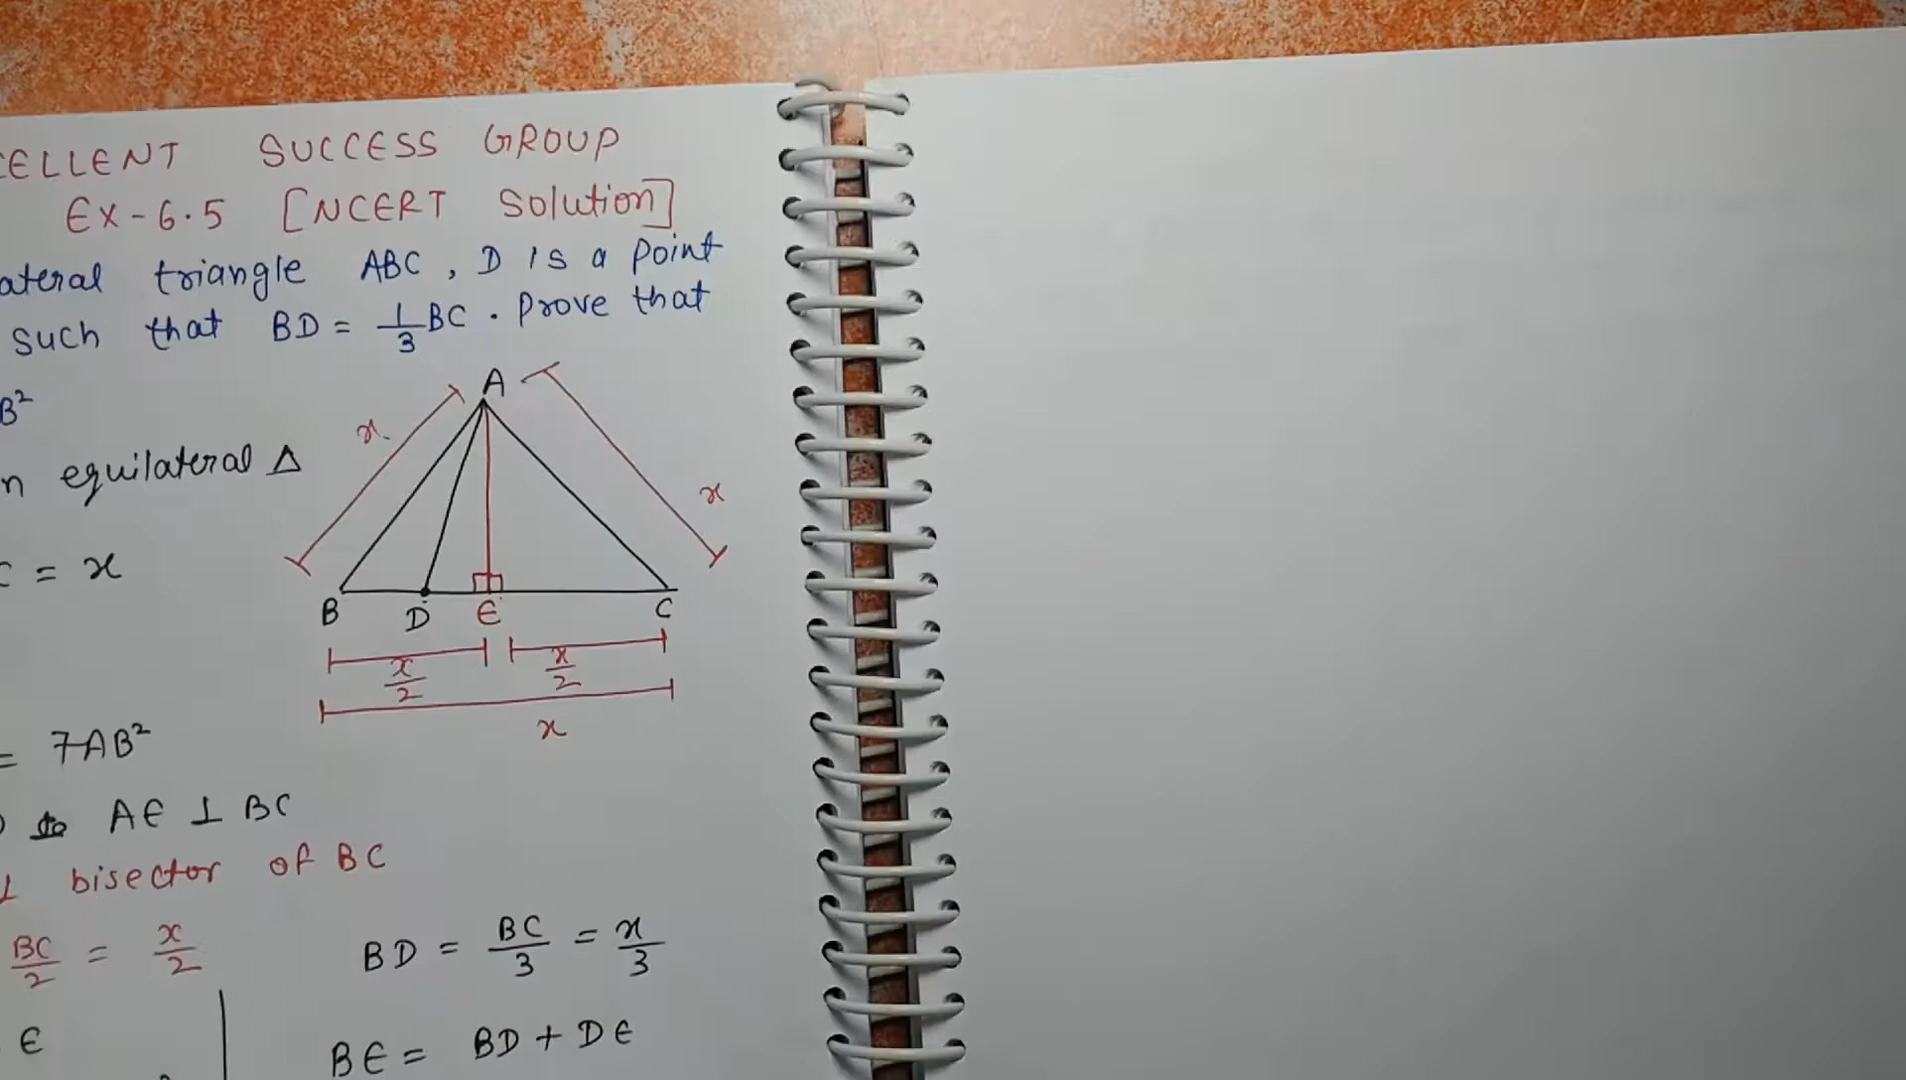 CELLENT SUCCESS GROUP
EX-6.5 [NCERT Solution]
ateral triangle ABC, D is a point
such that BD = 1/3 BC. Prove that
B²
n equilateral Δ
C = x
A
x
x
B D E C
x/2 x/2
x
= 7AB²
AE ⊥ BC
⊥ bisector of BC
BC/2 = x/2 BD = BC/3 = x/3
E BE = BD + DE